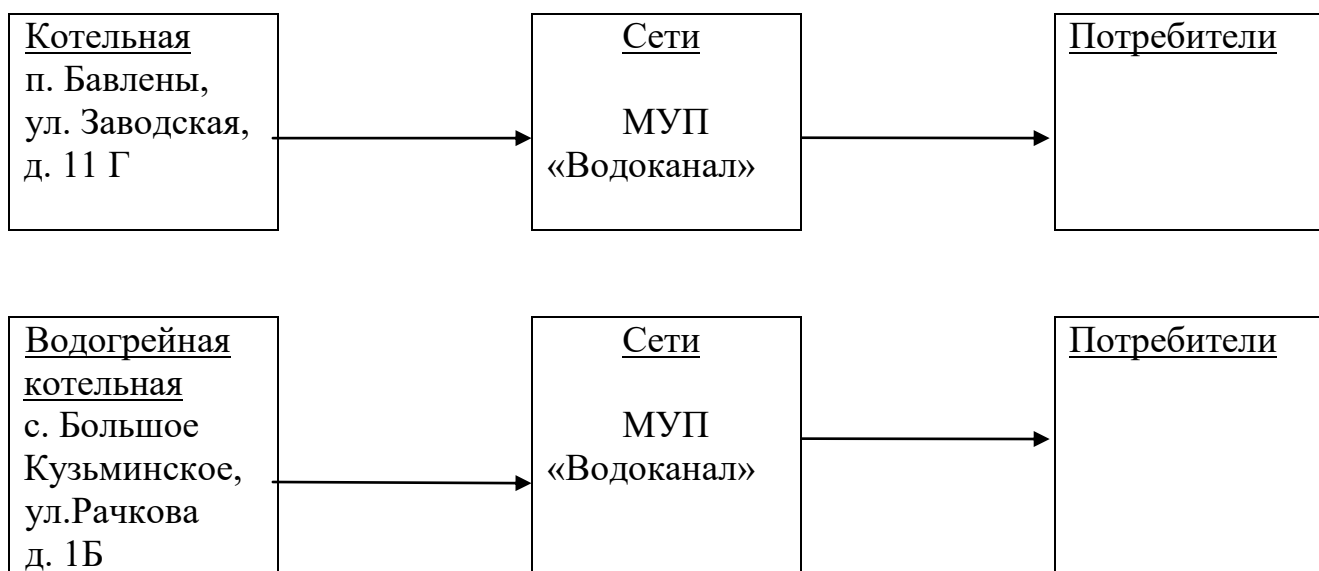 Котельная
п. Бавлены,
ул. Заводская,
д. 11 Г
Сети
МУП
«Водоканал»
Потребители
Водогрейная
котельная
с. Большое
Кузьминское,
ул.Рачкова
д. 1Б
Сети
МУП
«Водоканал»
Потребители